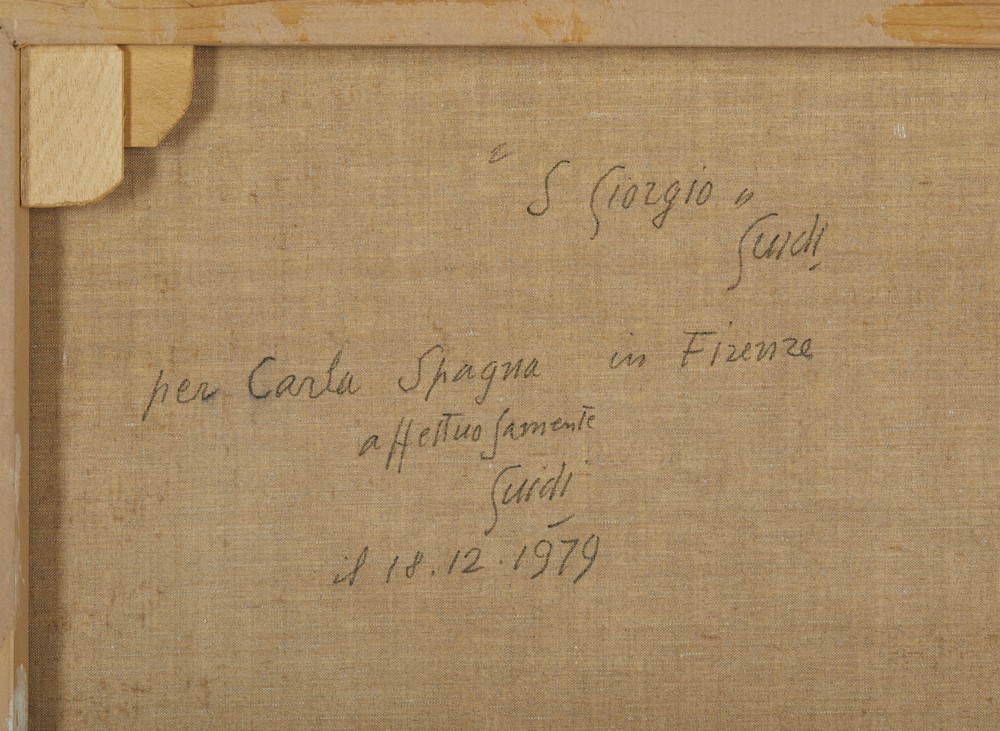 " S Giorgio "
Guidi
per Carla Spagna in Firenze
affettuosamente
Guidi
il 18.12.1979